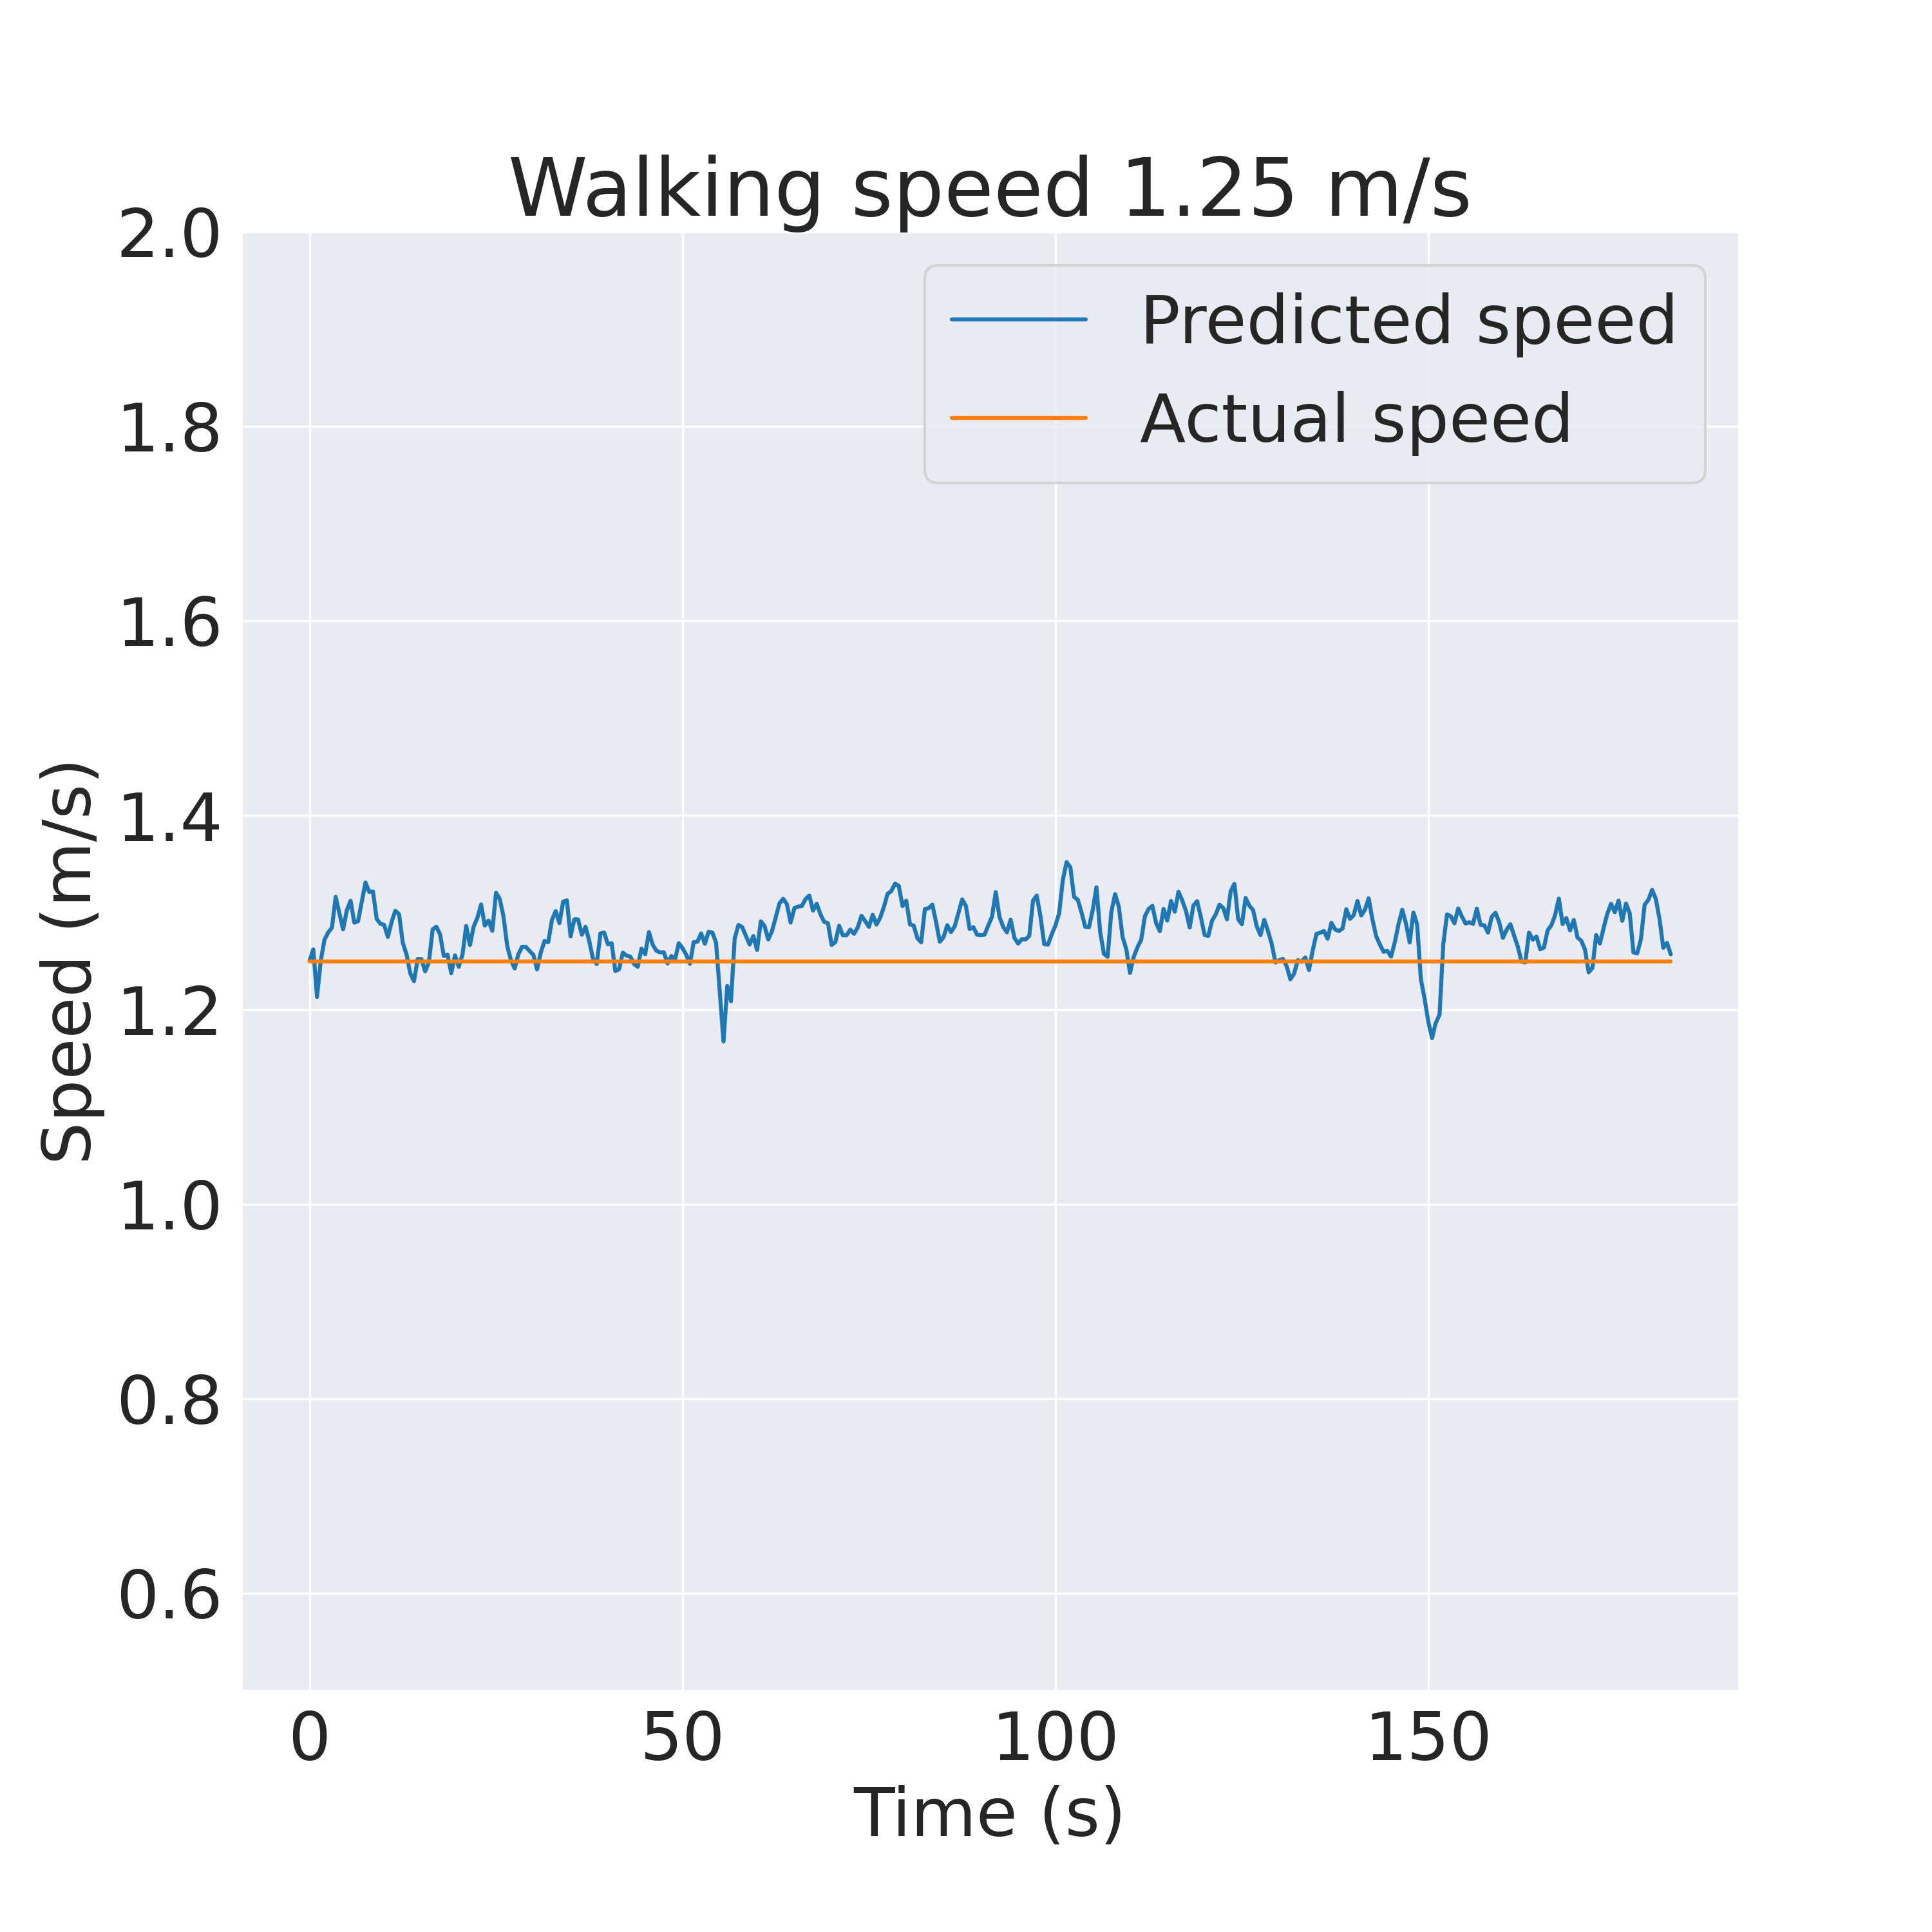 Walking speed 1.25 m/s
2.0
1.8
1.6
1.4
1.2
1.0
0.8
0.6
Speed (m/s)
Predicted speed
Actual speed
0 50 100 150
Time (s)